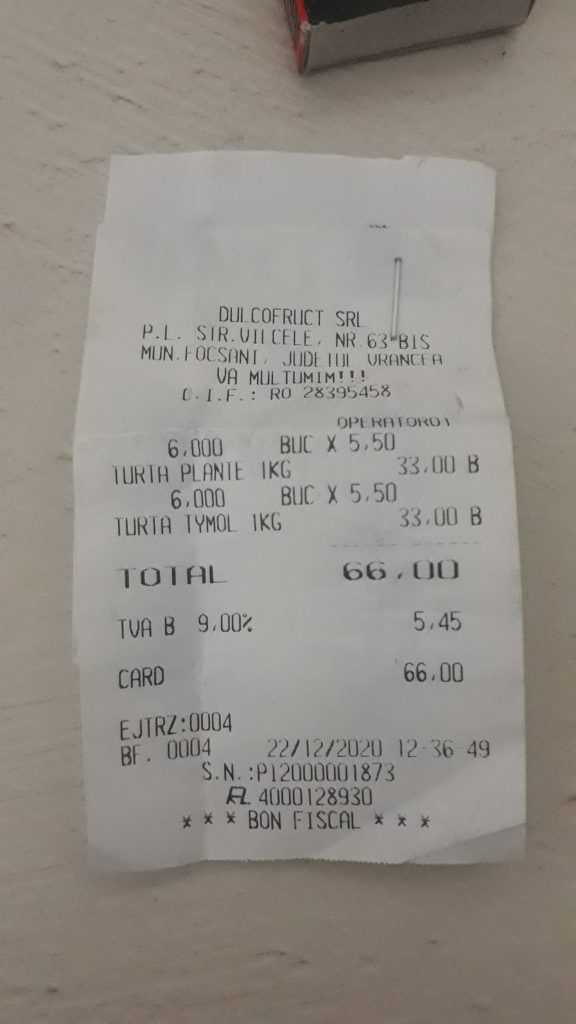 DULCOFRUCT SRL
P.L. SIR.VILCELE, NR 63 BIS
MUN.FOCSANI, JUDETUL VRANCEA
VA MULTUMIM!!!
C.I.F.: RO 28395458
OPERATOR01
6,000 BUC X 5,50
TURTA PLANTE 1KG 33,00 B
6,000 BUC X 5,50
TURTA TYMOL 1KG 33,00 B
TOTAL 66,00
TVA B 9,00% 5,45
CARD 66,00
EJTRZ:0004
BF. 0004 22/12/2020 12-36-49
S.N.:P12000001873
4000128930
* * * BON FISCAL * * *